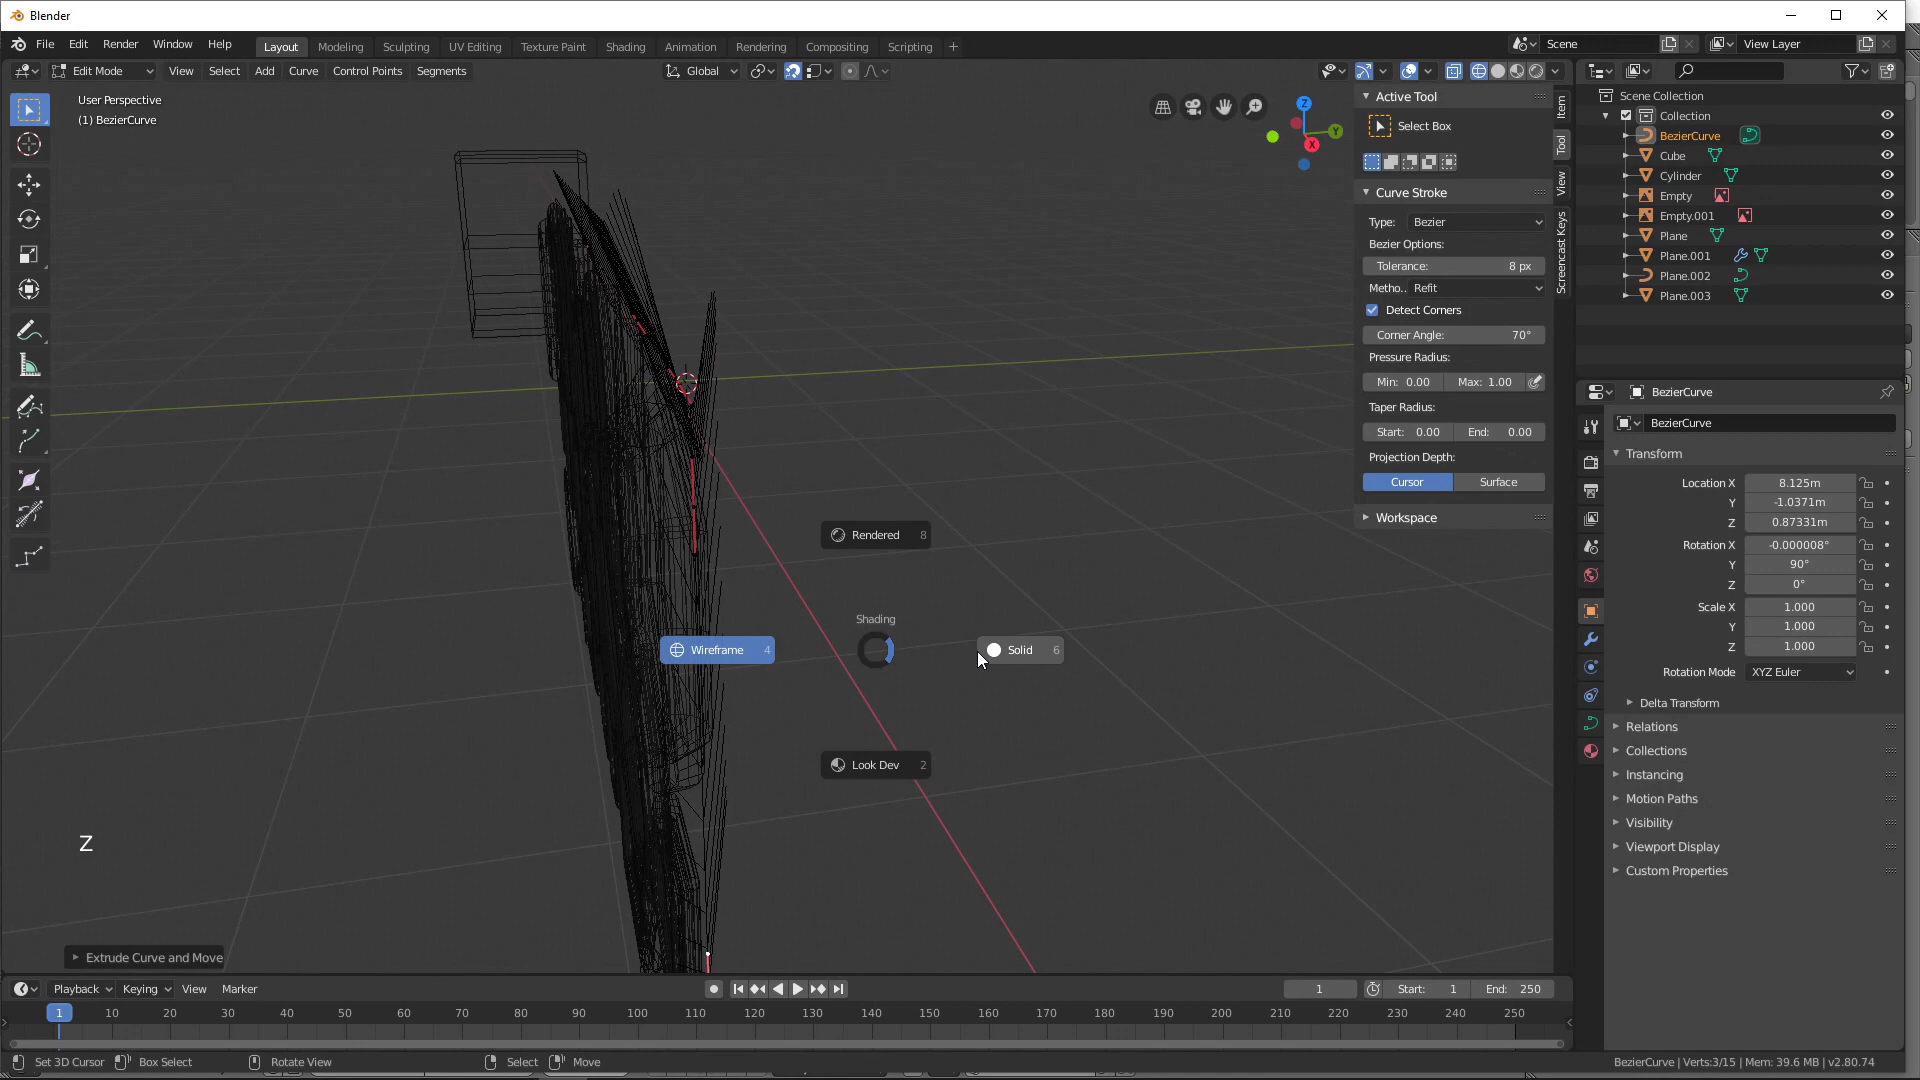 Blender
File Edit Render Window Help
Layout Modeling Sculpting UV Editing Texture Paint Shading Animation Rendering Compositing Scripting +
Scene
View Layer
Edit Mode View Select Add Curve Control Points Segments
Global
User Perspective
(1) BezierCurve
Z
Y
X
Rendered 8
Shading
Wireframe 4
Solid 6
Look Dev 2
Z
Extrude Curve and Move
Active Tool
Select Box
Curve Stroke
Type: Bezier
Bezier Options:
Tolerance: 8 px
Metho.. Refit
Detect Corners
Corner Angle: 70°
Pressure Radius:
Min: 0.00 Max: 1.00
Taper Radius:
Start: 0.00 End: 0.00
Projection Depth:
Cursor Surface
Workspace
Item
Tool
View
Screencast Keys
Scene Collection
Collection
BezierCurve
Cube
Cylinder
Empty
Empty.001
Plane
Plane.001
Plane.002
Plane.003
BezierCurve
BezierCurve
Transform
Location X 8.125m
Y -1.0371m
Z 0.87331m
Rotation X -0.000008°
Y 90°
Z 0°
Scale X 1.000
Y 1.000
Z 1.000
Rotation Mode XYZ Euler
Delta Transform
Relations
Collections
Instancing
Motion Paths
Visibility
Viewport Display
Custom Properties
Playback Keying View Marker
1 Start: 1 End: 250
1 10 20 30 40 50 60 70 80 90 100 110 120 130 140 150 160 170 180 190 200 210 220 230 240 250
Set 3D Cursor Box Select Rotate View Select Move
BezierCurve | Verts:3/15 | Mem: 39.6 MB | v2.80.74